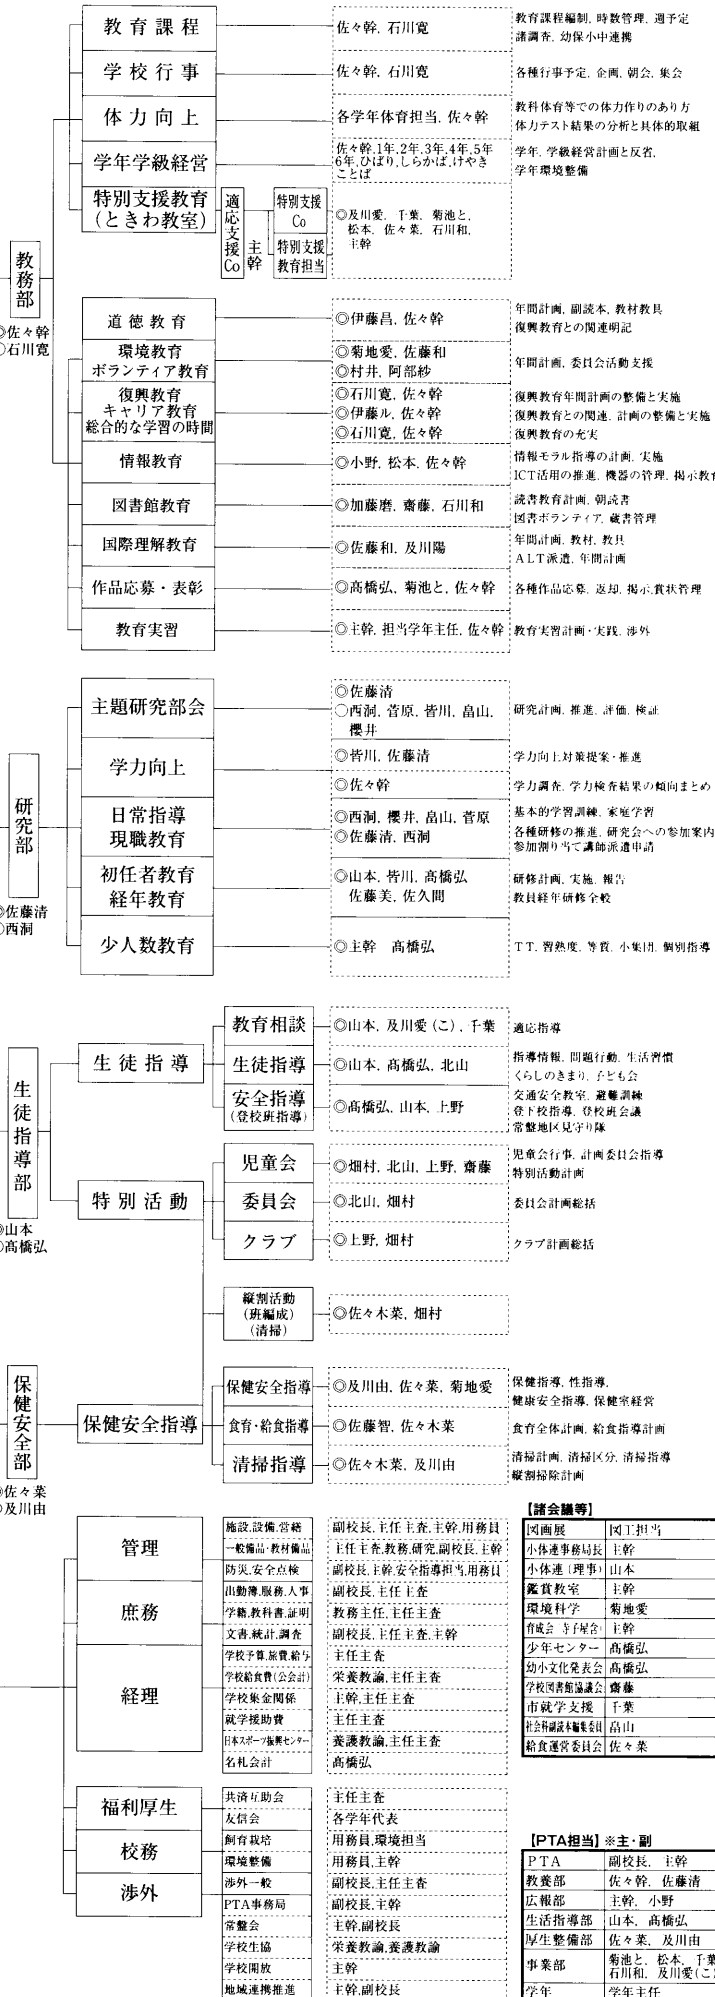 教務部
◎佐々幹
○石川寛
教育課程
佐々幹, 石川寛
教育課程編制, 時数管理, 週予定
諸調査, 幼保小中連携
学校行事
佐々幹, 石川寛
各種行事予定, 企画, 朝会, 集会
体力向上
各学年体育担当, 佐々幹
教科体育等での体力作りのあり方
体力テスト結果の分析と具体的取組
学年学級経営
佐々幹,1年,2年,3年,4年,5年
6年,ひばり,しらかば,けやき
ことば
学年, 学級経営計画と反省,
学年環境整備
特別支援教育
(ときわ教室)
適応支援Co
主幹
特別支援
Co
特別支援
教育担当
◎及川愛, 千葉, 菊池と,
松本, 佐々菜, 石川和,
主幹
道徳教育
◎伊藤昌, 佐々幹
年間計画, 副読本, 教材教具
復興教育との関連明記
環境教育
ボランティア教育
◎菊地愛, 佐藤和
◎村井, 阿部紗
年間計画, 委員会活動支援
復興教育
キャリア教育
総合的な学習の時間
◎石川寛, 佐々幹
◎伊藤ル, 佐々幹
◎石川寛, 佐々幹
復興教育年間計画の整備と実施
復興教育との関連, 計画の整備と実施
復興教育の充実
情報教育
◎小野, 松本, 佐々幹
情報モラル指導の計画, 実施
ICT活用の推進, 機器の管理, 掲示教育
図書館教育
◎加藤磨, 齋藤, 石川和
読書教育計画, 朝読書
図書ボランティア, 蔵書管理
国際理解教育
◎佐藤和, 及川陽
年間計画, 教材, 教具
ALT派遣, 年間計画
作品応募・表彰
◎髙橋弘, 菊池と, 佐々幹
各種作品応募, 返却, 掲示,賞状管理
教育実習
◎主幹, 担当学年主任, 佐々幹
教育実習計画・実践, 渉外
研究部
◎佐藤清
○西洞
主題研究部会
◎佐藤清
○西洞, 菅原, 皆川, 畠山,
櫻井
研究計画, 推進, 評価, 検証
学力向上
◎皆川, 佐藤清
学力向上対策提案・推進
◎佐々幹
学力調査, 学力検査結果の傾向まとめ
日常指導
現職教育
◎西洞, 櫻井, 畠山, 菅原
◎佐藤清, 西洞
基本的学習訓練, 家庭学習
各種研修の推進, 研究会への参加案内
参加割り当て講師派遣申請
初任者教育
経年教育
◎山本, 皆川, 髙橋弘
佐藤美, 佐久間
研修計画, 実施, 報告
教員経年研修全般
少人数教育
◎主幹 髙橋弘
TT, 習熟度, 等質, 小集団, 個別指導
生徒指導部
◎山本
○髙橋弘
生徒指導
教育相談
◎山本, 及川愛(こ), 千葉
適応指導
生徒指導
◎山本, 髙橋弘, 北山
指導情報, 問題行動, 生活習慣
くらしのきまり, 子ども会
安全指導
(登校班指導)
◎髙橋弘, 山本, 上野
交通安全教室, 避難訓練
登下校指導, 登校班会議
常盤地区見守り隊
特別活動
児童会
◎畑村, 北山, 上野, 齋藤
児童会行事, 計画委員会指導
特別活動計画
委員会
◎北山, 畑村
委員会計画総括
クラブ
◎上野, 畑村
クラブ計画総括
縦割活動
(班編成)
(清掃)
◎佐々木菜, 畑村
保健安全部
◎佐々菜
○及川由
保健安全指導
保健安全指導
◎及川由, 佐々菜, 菊地愛
保健指導, 性指導,
健康安全指導, 保健室経営
食育・給食指導
◎佐藤智, 佐々木菜
食育全体計画, 給食指導計画
清掃指導
◎佐々木菜, 及川由
清掃計画, 清掃区分, 清掃指導
縦割掃除計画
管理
施設,設備,営繕
副校長,主任主査,主幹,用務員
一般備品・教材備品
主任主査,教務,研究,副校長,主幹
防災,安全点検
副校長,主幹,安全指導担当,用務員
庶務
出勤簿,服務,人事
副校長,主任主査
学籍,教科書,証明
教務主任,主任主査
文書,統計,調査
副校長,主任主査,主幹
経理
学校予算,旅費,給与
主任主査
学校給食費(公会計)
栄養教諭,主任主査
学校集金関係
主幹,主任主査
就学援助費
主任主査
日本スポーツ振興センター
養護教諭,主任主査
名札会計
髙橋弘
福利厚生
共済互助会
主任主査
友信会
各学年代表
校務
飼育栽培
用務員,環境担当
環境整備
用務員,主幹
渉外
渉外一般
副校長,主任主査
PTA事務局
副校長,主幹
常盤会
主幹,副校長
学校生協
栄養教諭,養護教諭
学校開放
主幹
地域連携推進
主幹,副校長
【諸会議等】
図画展 図工担当
小体連事務局長 主幹
小体連(理事) 山本
鑑賞教室 主幹
環境科学 菊地愛
育成会 寺子屋含 主幹
少年センター 髙橋弘
幼小文化発表会 髙橋弘
学校図書館協議会 齋藤
市就学支援 千葉
社会科副読本編集委員 畠山
給食運営委員会 佐々菜
【PTA担当】※主・副
PTA 副校長, 主幹
教養部 佐々幹, 佐藤清
広報部 主幹, 小野
生活指導部 山本, 髙橋弘
厚生整備部 佐々菜, 及川由
事業部 菊池と, 松本, 千葉
石川和, 及川愛(こ)
学年 学年主任